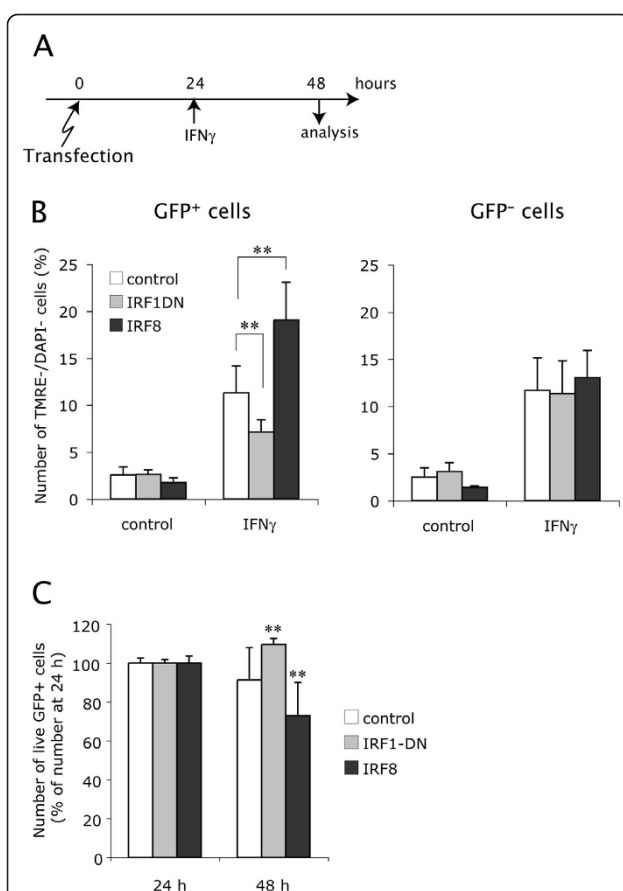 A
0 24 48 hours
IFNγ
analysis
Transfection
B
GFP⁺ cells
GFP⁻ cells
Number of TMRE-/DAPI- cells (%)
25
20
15
10
5
0
control
IRF1DN
IRF8
**
**
control IFNγ
25
20
15
10
5
0
control IFNγ
C
Number of live GFP+ cells
(% of number at 24 h)
120
100
80
60
40
20
0
**
**
control
IRF1-DN
IRF8
24 h 48 h